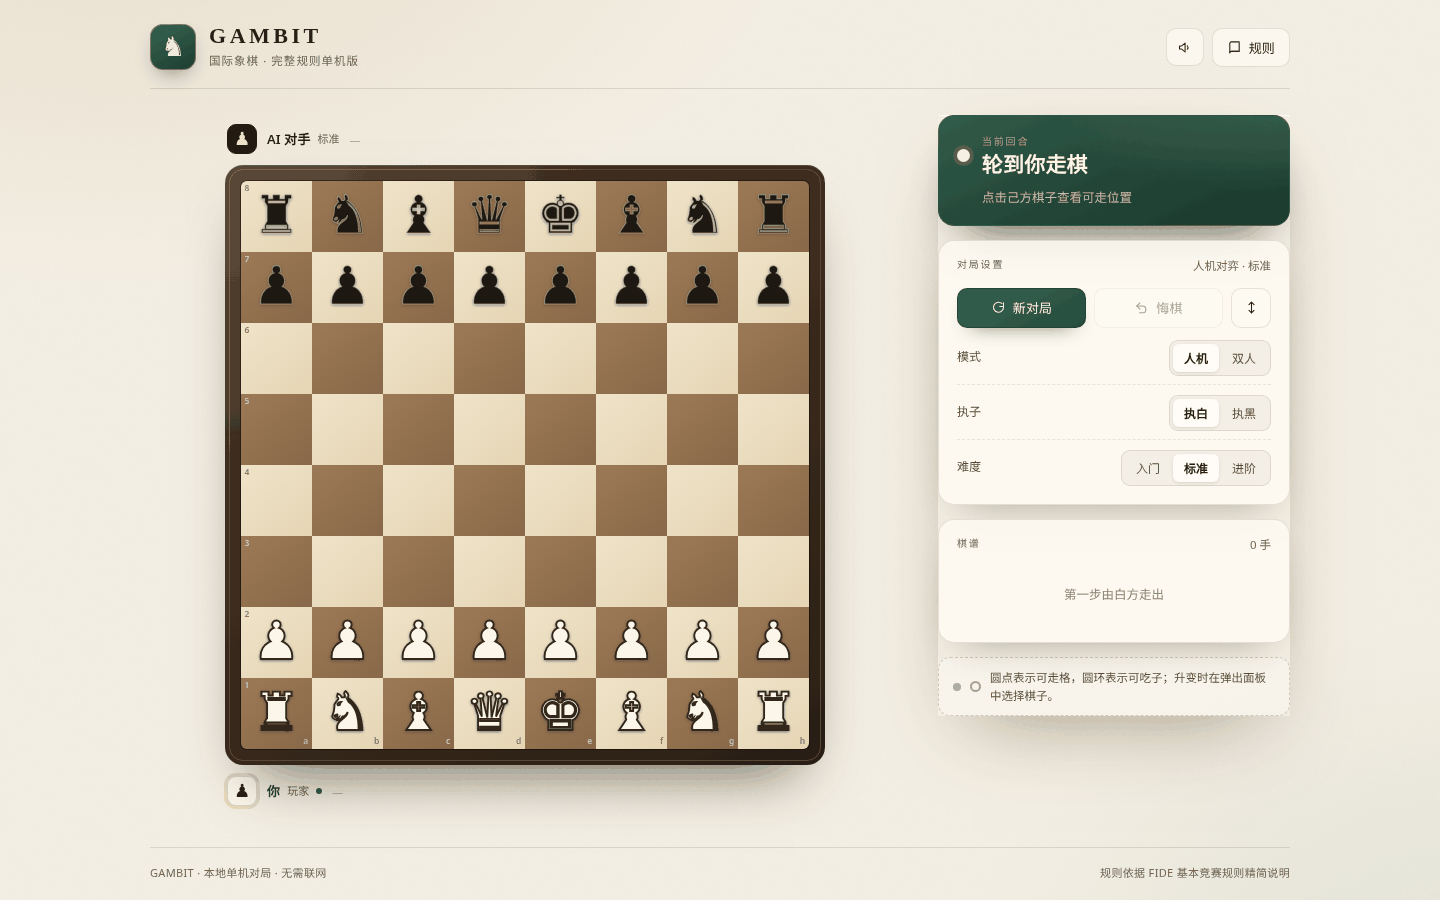 GAMBIT
国际象棋 · 完整规则单机版
规则
AI 对手 标准 —
8
7
6
5
4
3
2
1
a b c d e f g h
你 玩家 —
当前回合
轮到你走棋
点击己方棋子查看可走位置
对局设置 人机对弈 · 标准
新对局 悔棋
模式 人机 双人
执子 执白 执黑
难度 入门 标准 进阶
棋谱 0 手
第一步由白方走出
圆点表示可走格，圆环表示可吃子；升变时在弹出面板
中选择棋子。
GAMBIT · 本地单机对局 · 无需联网
规则依据 FIDE 基本竞赛规则精简说明